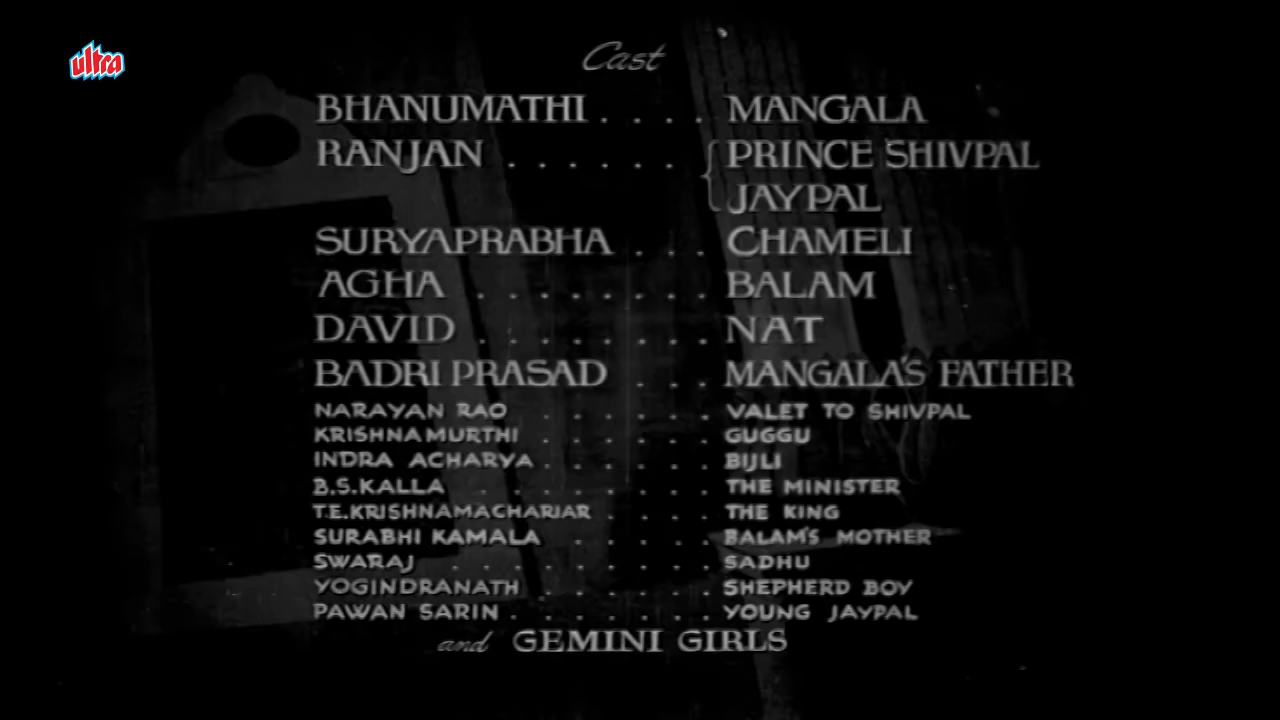 ultra
Cast
BHANUMATHI . . . . MANGALA
RANJAN . . . . . . { PRINCE SHIVPAL
JAYPAL
SURYAPRABHA . . . CHAMELI
AGHA . . . . . . . . BALAM
DAVID . . . . . . . . NAT
BADRI PRASAD . . . MANGALA'S FATHER
NARAYAN RAO . . . . . . VALET TO SHIVPAL
KRISHNAMURTHI . . . . . . GUGGU
INDRA ACHARYA . . . . . . BIJLI
B.S.KALLA . . . . . . . . THE MINISTER
T.E.KRISHNAMACHARIAR . . . . THE KING
SURABHI KAMALA . . . . . BALAM'S MOTHER
SWARAJ . . . . . . . . . SADHU
YOGINDRANATH . . . . . . SHEPHERD BOY
PAWAN SARIN . . . . . . . YOUNG JAYPAL
and GEMINI GIRLS